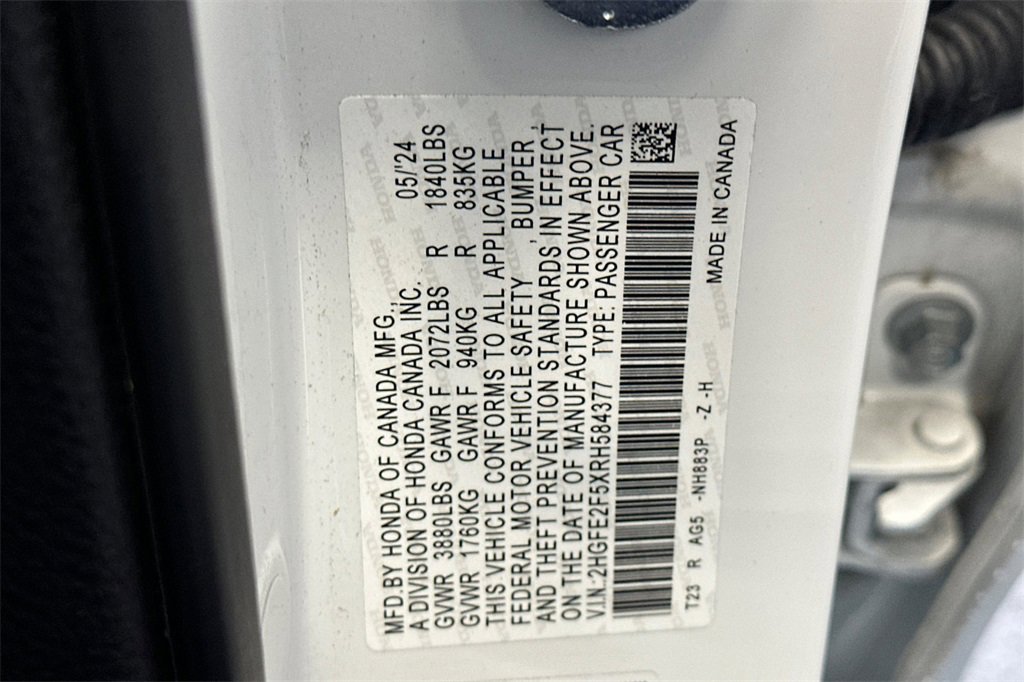 MFD.BY HONDA OF CANADA MFG.,
A DIVISION OF HONDA CANADA INC. 05/'24
GVWR 3880LBS GAWR F 2072LBS R 1840LBS
GVWR 1760KG GAWR F 940KG R 835KG
THIS VEHICLE CONFORMS TO ALL APPLICABLE
FEDERAL MOTOR VEHICLE SAFETY, BUMPER,
AND THEFT PREVENTION STANDARDS, IN EFFECT
ON THE DATE OF MANUFACTURE SHOWN ABOVE.
V.I.N.:2HGFE2F5XRH584377 TYPE: PASSENGER CAR
T23 R AG5 -NH883P -Z -H MADE IN CANADA